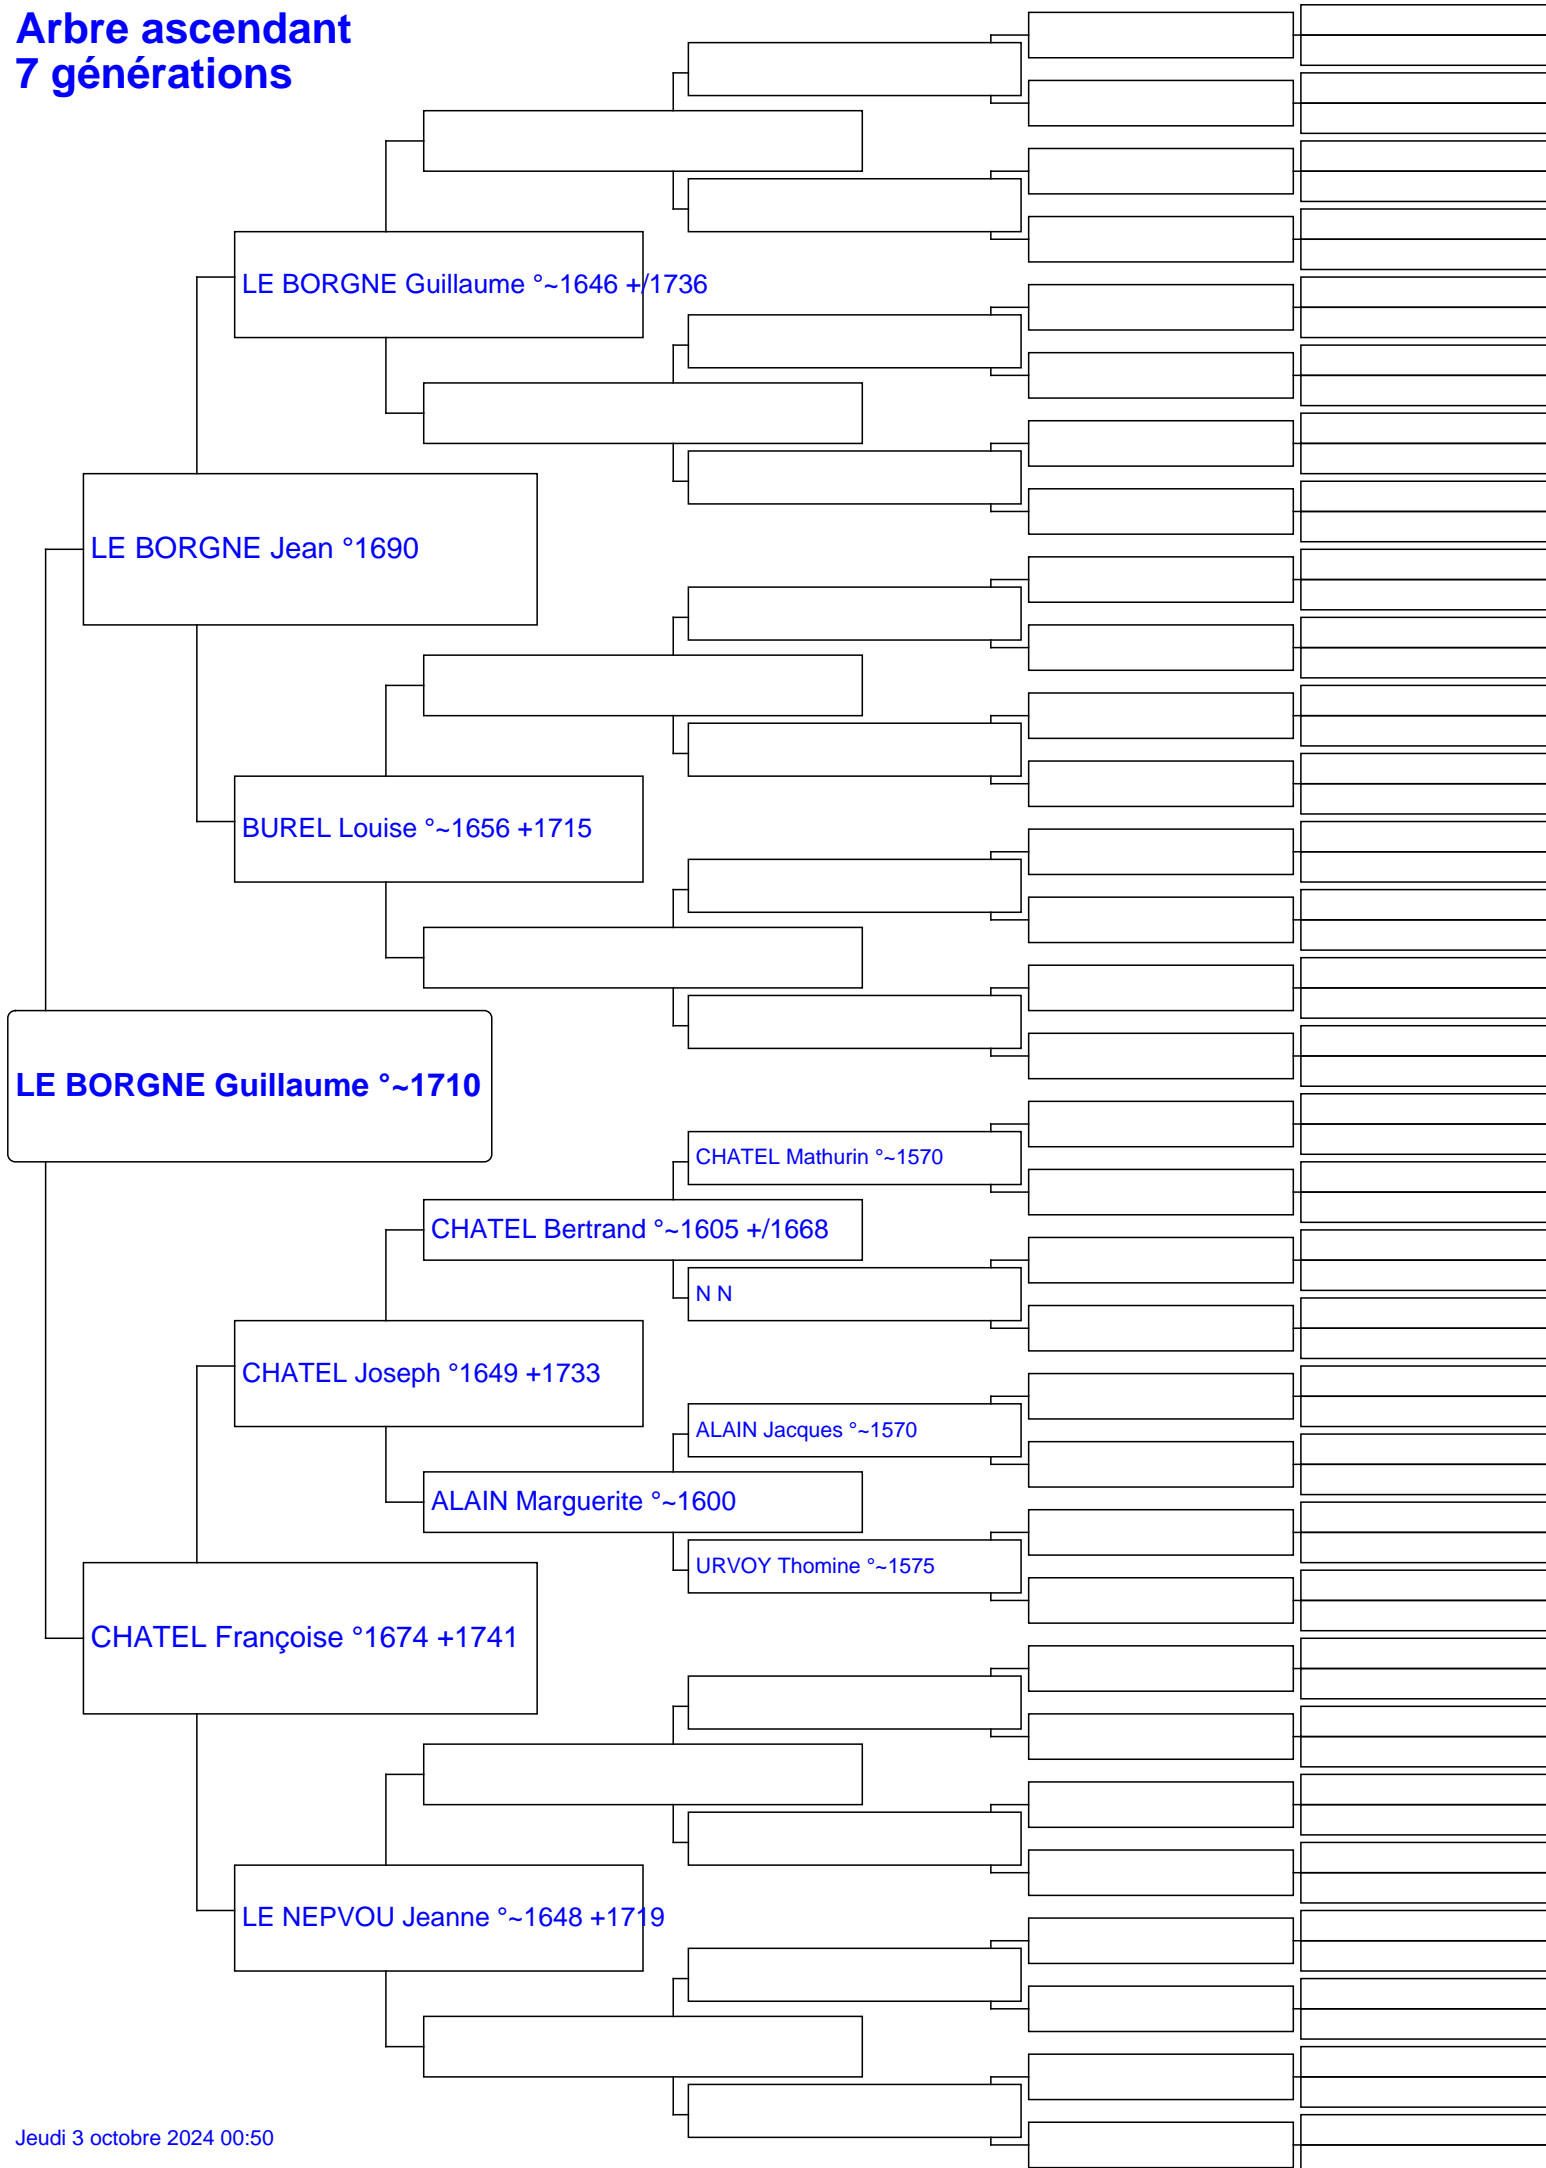 Arbre ascendant
7 générations
LE BORGNE Guillaume °~1646 +/1736
LE BORGNE Jean °1690
BUREL Louise °~1656 +1715
LE BORGNE Guillaume °~1710
CHATEL Mathurin °~1570
CHATEL Bertrand °~1605 +/1668
N N
CHATEL Joseph °1649 +1733
ALAIN Jacques °~1570
ALAIN Marguerite °~1600
URVOY Thomine °~1575
CHATEL Françoise °1674 +1741
LE NEPVOU Jeanne °~1648 +1719
Jeudi 3 octobre 2024 00:50